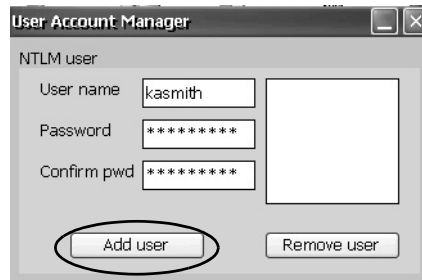 User Account Manager
NTLM user
User name kasmith
Password *********
Confirm pwd *********
Add user Remove user